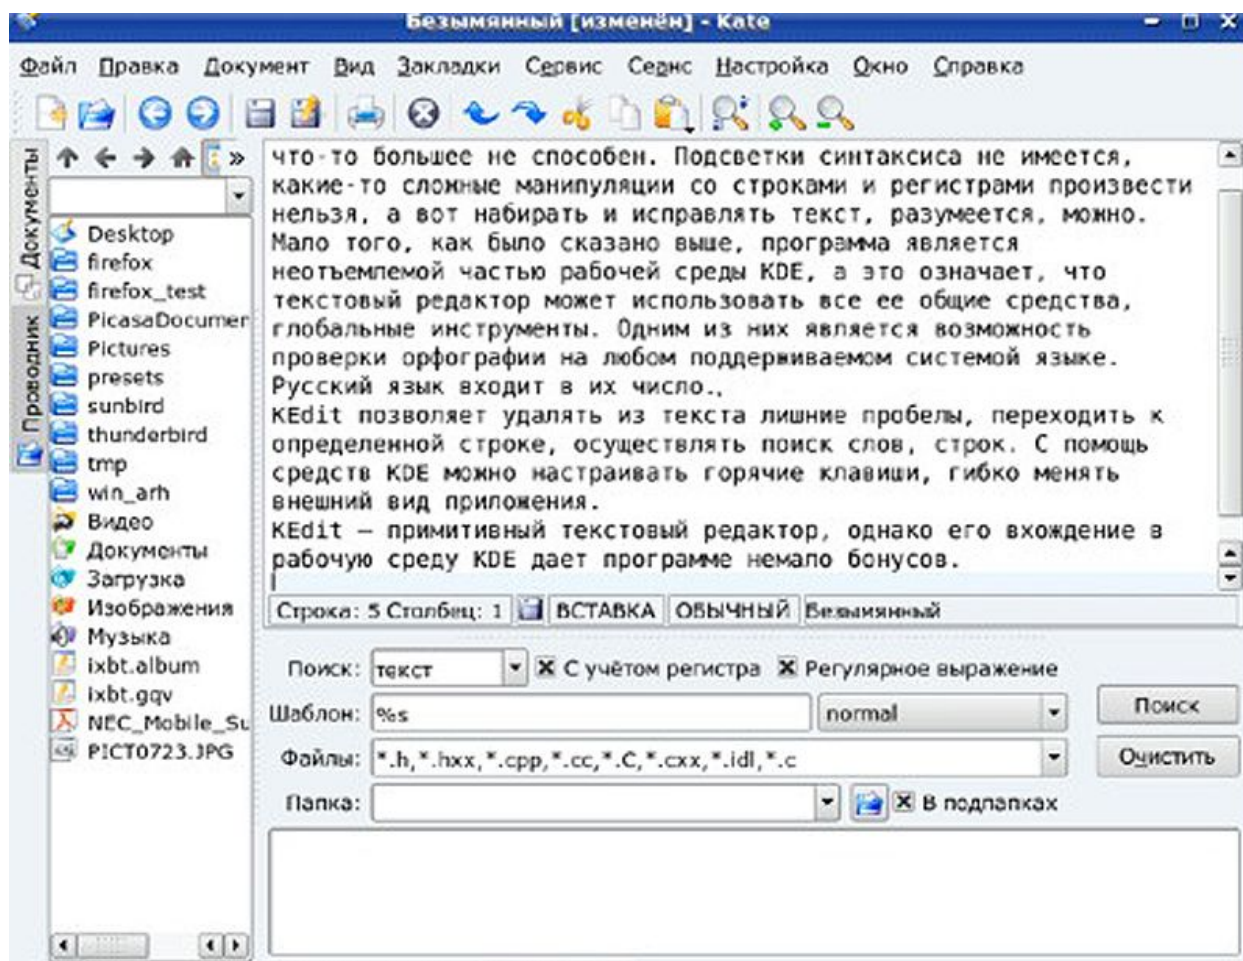 Безымянный [изменён] - Kate
Файл Правка Документ Вид Закладки Сервис Сеанс Настройка Окно Справка
Документы
Проводник
Desktop
firefox
firefox_test
PicasaDocumen
Pictures
presets
sunbird
thunderbird
tmp
win_arh
Видео
Документы
Загрузка
Изображения
Музыка
ixbt.album
ixbt.gqv
NEC_Mobile_Su
PICT0723.JPG
что-то большее не способен. Подсветки синтаксиса не имеется,
какие-то сложные манипуляции со строками и регистрами произвести
нельзя, а вот набирать и исправлять текст, разумеется, можно.
Мало того, как было сказано выше, программа является
неотъемлемой частью рабочей среды KDE, а это означает, что
текстовый редактор может использовать все ее общие средства,
глобальные инструменты. Одним из них является возможность
проверки орфографии на любом поддерживаемом системой языке.
Русский язык входит в их число.,
KEdit позволяет удалять из текста лишние пробелы, переходить к
определенной строке, осуществлять поиск слов, строк. С помощь
средств KDE можно настраивать горячие клавиши, гибко менять
внешний вид приложения.
KEdit — примитивный текстовый редактор, однако его вхождение в
рабочую среду KDE дает программе немало бонусов.
Строка: 5 Столбец: 1 ВСТАВКА ОБЫЧНЫЙ Безымянный
Поиск: текст С учётом регистра Регулярное выражение
Шаблон: %s normal Поиск
Файлы: *.h,*.hxx,*.cpp,*.cc,*.C,*.cxx,*.idl,*.c Очистить
Папка: В подпапках